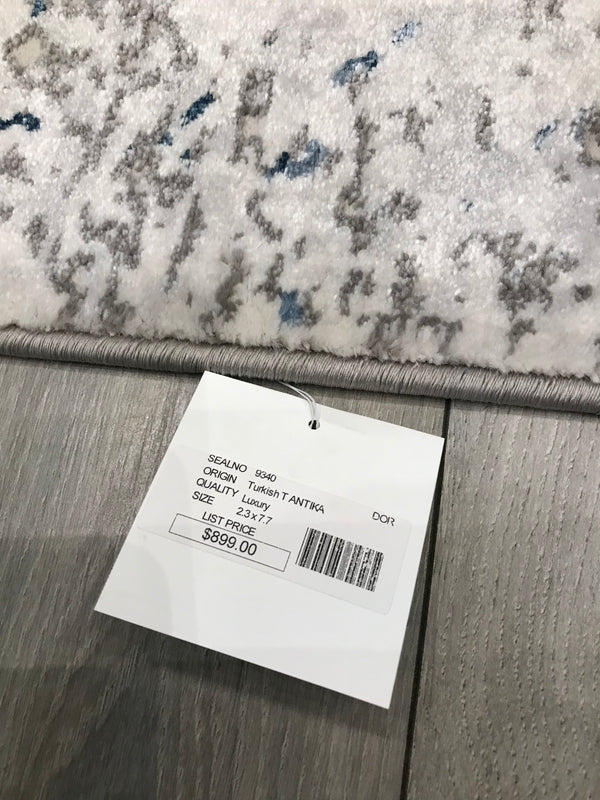 SEALNO 9340
ORIGIN Turkish T ANTIKA DOR
QUALITY Luxury
SIZE 2.3 x 7.7
LIST PRICE
$899.00